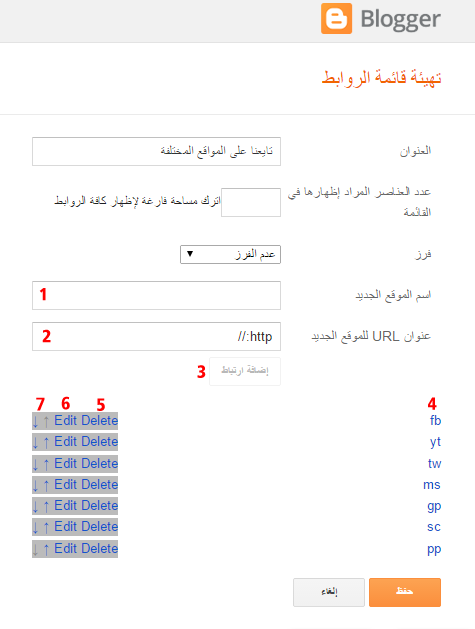 Blogger
تهيئة قائمة الروابط
العنوان
تايعنا على المواقع المختلفة
عدد العناصر المراد إظهارها في القائمة
اترك مساحة فارغة لإظهار كافة الروابط
فرز
عدم الفرز ▼
اسم الموقع الجديد
1
عنوان URL للموقع الجديد
//:http 2
إضافة ارتباط 3
4 5 6 7
fb Edit Delete ↑ ↓
yt Edit Delete ↑ ↓
tw Edit Delete ↑ ↓
ms Edit Delete ↑ ↓
gp Edit Delete ↑ ↓
sc Edit Delete ↑ ↓
pp Edit Delete ↑ ↓
حفظ إلغاء